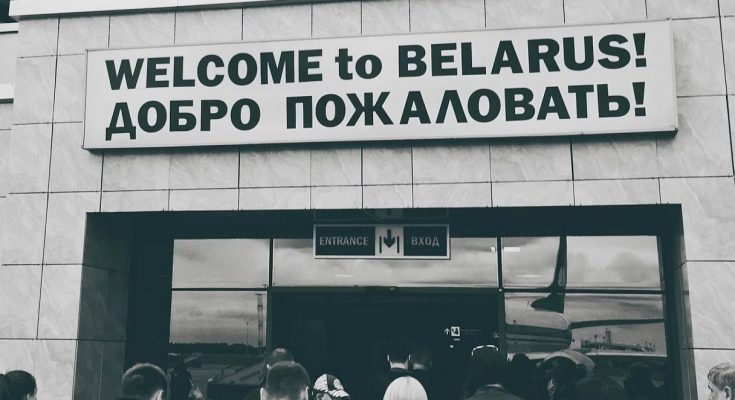 WELCOME to BELARUS!
ДОБРО ПОЖАЛОВАТЬ!
ENTRANCE ВХОД